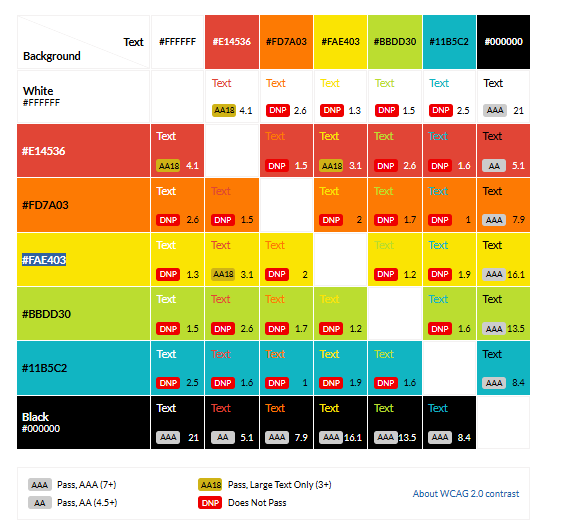 Text #FFFFFF #E14536 #FD7A03 #FAE403 #BBDD30 #11B5C2 #000000
Background
White Text Text Text Text Text Text
#FFFFFF AA18 4.1 DNP 2.6 DNP 1.3 DNP 1.5 DNP 2.5 AAA 21
Text Text Text Text Text Text
#E14536
AA18 4.1 DNP 1.5 AA18 3.1 DNP 2.6 DNP 1.6 AA 5.1
Text Text Text Text Text Text
#FD7A03
DNP 2.6 DNP 1.5 DNP 2 DNP 1.7 DNP 1 AAA 7.9
Text Text Text Text Text Text
#FAE403
DNP 1.3 AA18 3.1 DNP 2 DNP 1.2 DNP 1.9 AAA 16.1
Text Text Text Text Text Text
#BBDD30
DNP 1.5 DNP 2.6 DNP 1.7 DNP 1.2 DNP 1.6 AAA 13.5
Text Text Text Text Text Text
#11B5C2
DNP 2.5 DNP 1.6 DNP 1 DNP 1.9 DNP 1.6 AAA 8.4
Black Text Text Text Text Text Text
#000000
AAA 21 AA 5.1 AAA 7.9 AAA 16.1 AAA 13.5 AAA 8.4
AAA Pass, AAA (7+) AA18 Pass, Large Text Only (3+)
AA Pass, AA (4.5+) DNP Does Not Pass
About WCAG 2.0 contrast